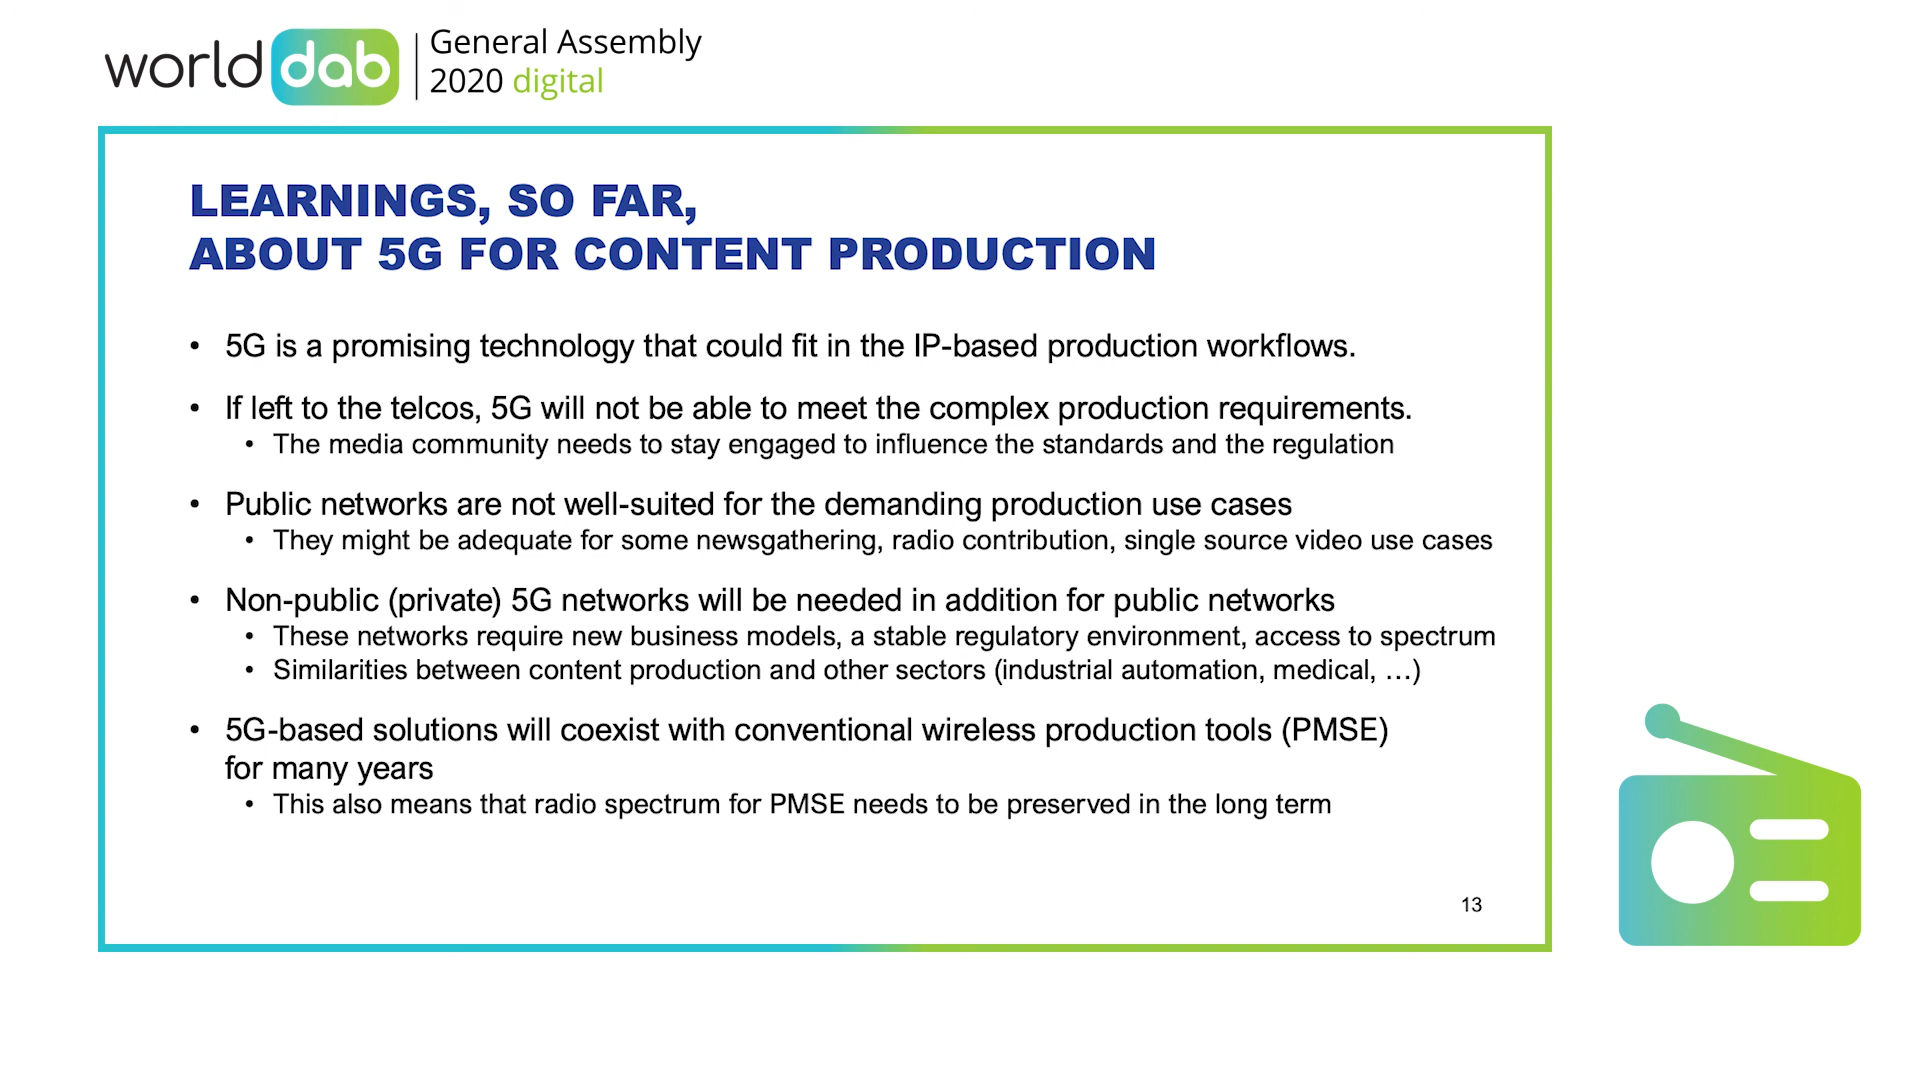 world dab
General Assembly
2020 digital
LEARNINGS, SO FAR,
ABOUT 5G FOR CONTENT PRODUCTION
• 5G is a promising technology that could fit in the IP-based production workflows.
• If left to the telcos, 5G will not be able to meet the complex production requirements.
• The media community needs to stay engaged to influence the standards and the regulation
• Public networks are not well-suited for the demanding production use cases
• They might be adequate for some newsgathering, radio contribution, single source video use cases
• Non-public (private) 5G networks will be needed in addition for public networks
• These networks require new business models, a stable regulatory environment, access to spectrum
• Similarities between content production and other sectors (industrial automation, medical, …)
• 5G-based solutions will coexist with conventional wireless production tools (PMSE)
for many years
• This also means that radio spectrum for PMSE needs to be preserved in the long term
13